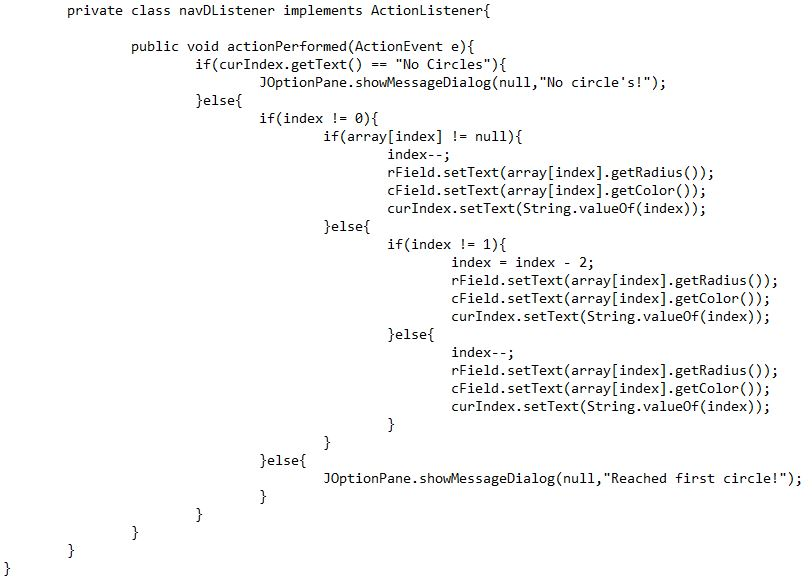 private class navDListener implements ActionListener{
public void actionPerformed(ActionEvent e){
if(curIndex.getText() == "No Circles"){
JOptionPane.showMessageDialog(null,"No circle's!");
}else{
if(index != 0){
if(array[index] != null){
index--;
rField.setText(array[index].getRadius());
cField.setText(array[index].getColor());
curIndex.setText(String.valueOf(index));
}else{
if(index != 1){
index = index - 2;
rField.setText(array[index].getRadius());
cField.setText(array[index].getColor());
curIndex.setText(String.valueOf(index));
}else{
index--;
rField.setText(array[index].getRadius());
cField.setText(array[index].getColor());
curIndex.setText(String.valueOf(index));
}
}
}else{
JOptionPane.showMessageDialog(null,"Reached first circle!");
}
}
}
}
}